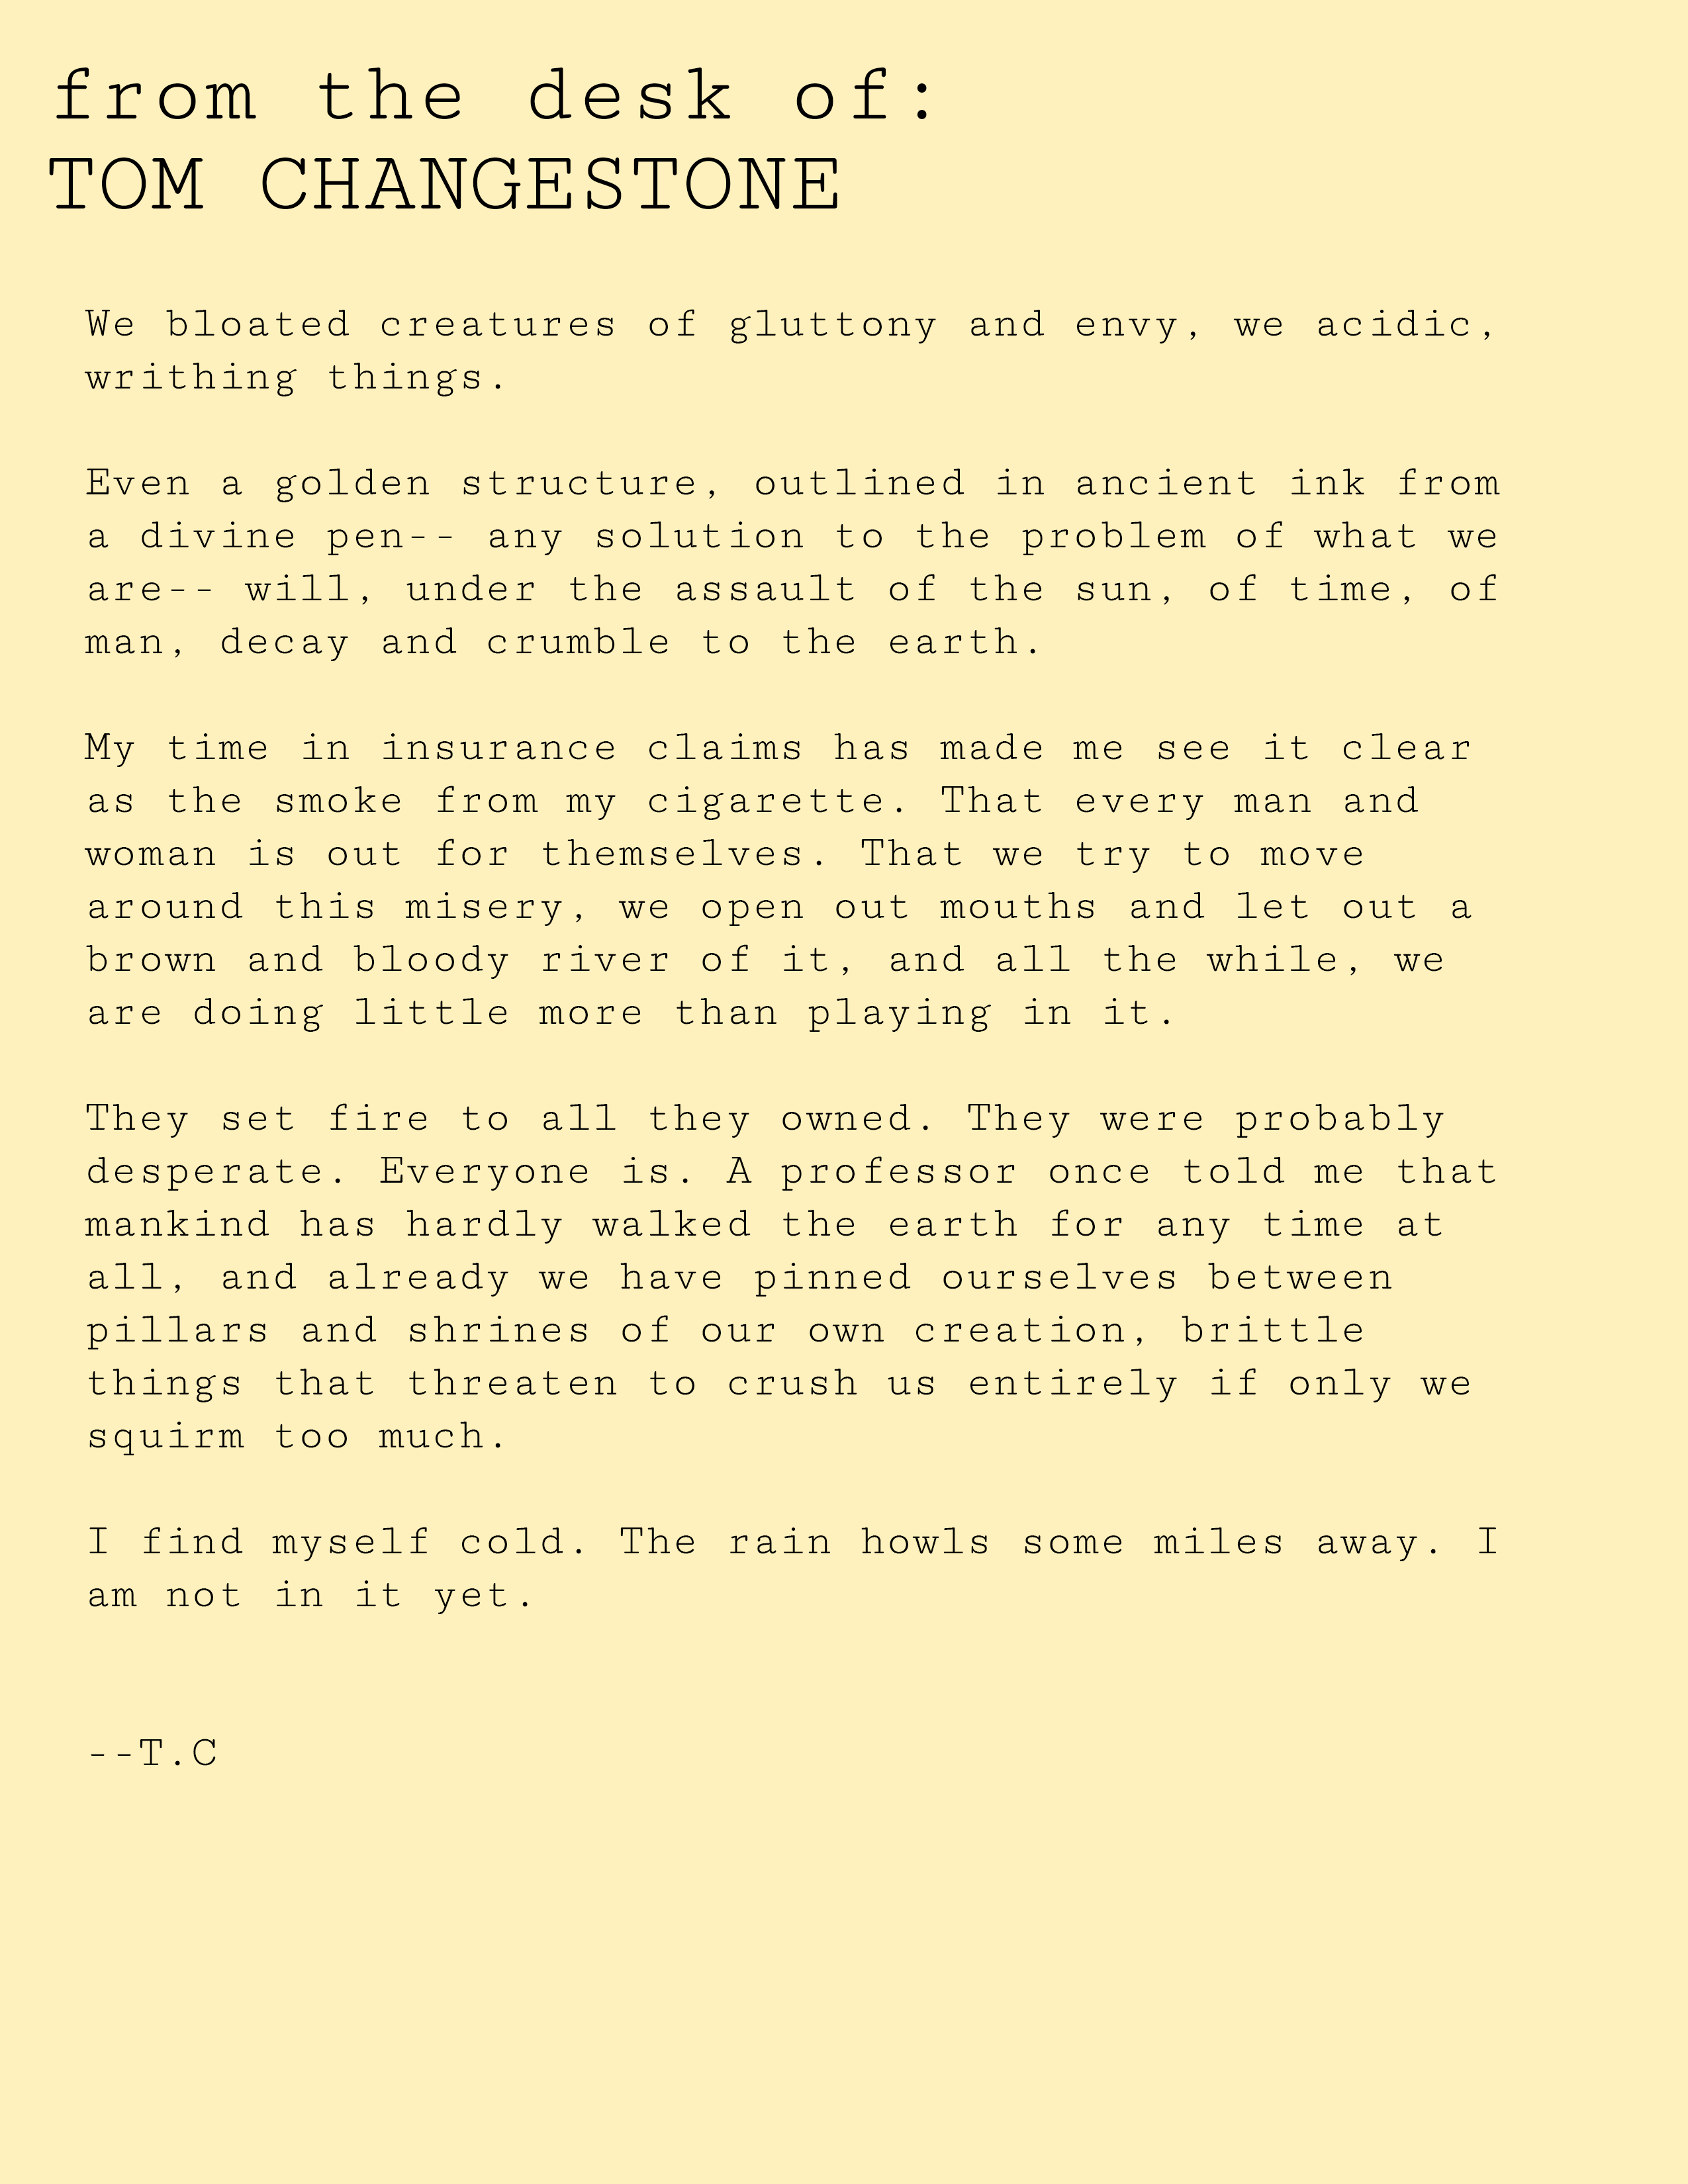 from the desk of:
TOM CHANGESTONE
We bloated creatures of gluttony and envy, we acidic,
writhing things.
Even a golden structure, outlined in ancient ink from
a divine pen-- any solution to the problem of what we
are-- will, under the assault of the sun, of time, of
man, decay and crumble to the earth.
My time in insurance claims has made me see it clear
as the smoke from my cigarette. That every man and
woman is out for themselves. That we try to move
around this misery, we open out mouths and let out a
brown and bloody river of it, and all the while, we
are doing little more than playing in it.
They set fire to all they owned. They were probably
desperate. Everyone is. A professor once told me that
mankind has hardly walked the earth for any time at
all, and already we have pinned ourselves between
pillars and shrines of our own creation, brittle
things that threaten to crush us entirely if only we
squirm too much.
I find myself cold. The rain howls some miles away. I
am not in it yet.
--T.C